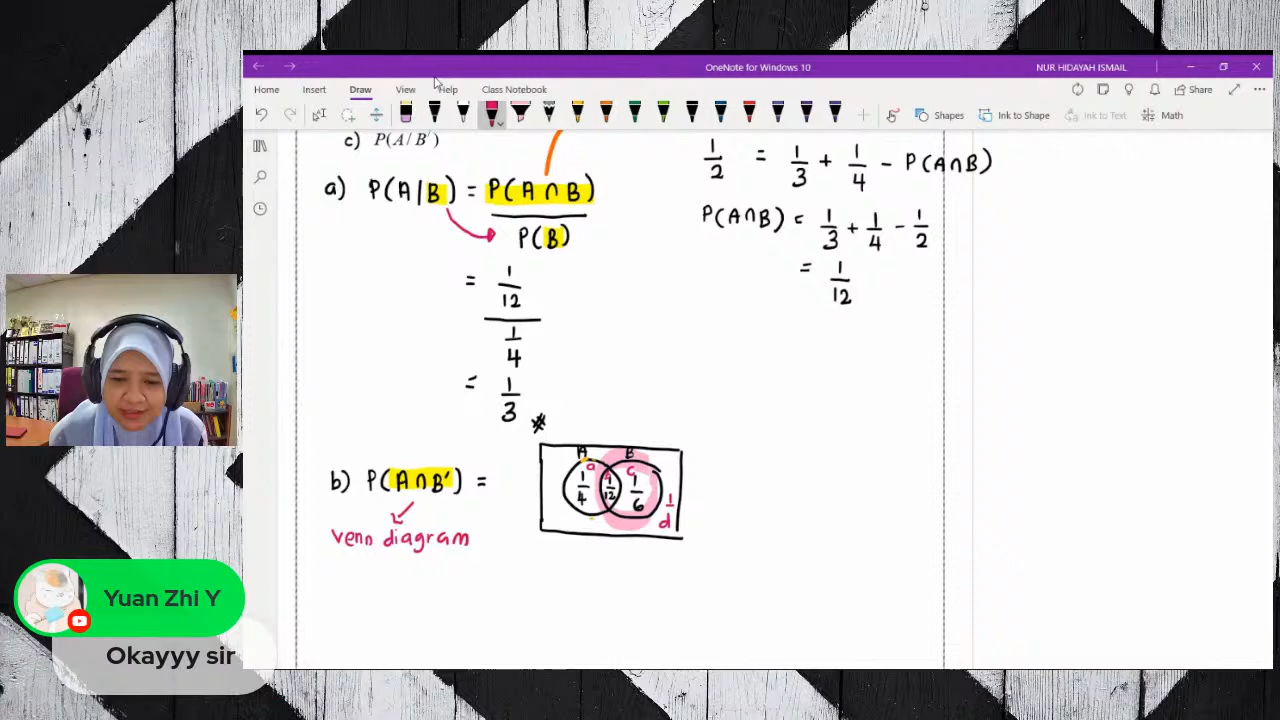 OneNote for Windows 10
NUR HIDAYAH ISMAIL
Home Insert Draw View Help Class Notebook
Share
Shapes Ink to Shape Ink to Text Math
c) P(A/B')
a) P(A|B) = P(A ∩ B) / P(B)
= 1/12 / 1/4
= 1/3 *
1/2 = 1/3 + 1/4 - P(A∩B)
P(A∩B) = 1/3 + 1/4 - 1/2
= 1/12
b) P(A ∩ B') =
venn diagram
A B
a c
1/4 1/12 1/6
d
Yuan Zhi Y
Okayyy sir